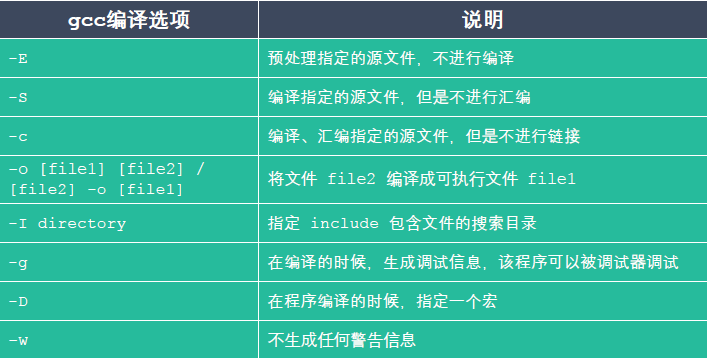 gcc编译选项 说明
-E 预处理指定的源文件，不进行编译
-S 编译指定的源文件，但是不进行汇编
-c 编译、汇编指定的源文件，但是不进行链接
-o [file1] [file2] /
[file2] -o [file1]
将文件 file2 编译成可执行文件 file1
-I directory 指定 include 包含文件的搜索目录
-g 在编译的时候，生成调试信息，该程序可以被调试器调试
-D 在程序编译的时候，指定一个宏
-w 不生成任何警告信息